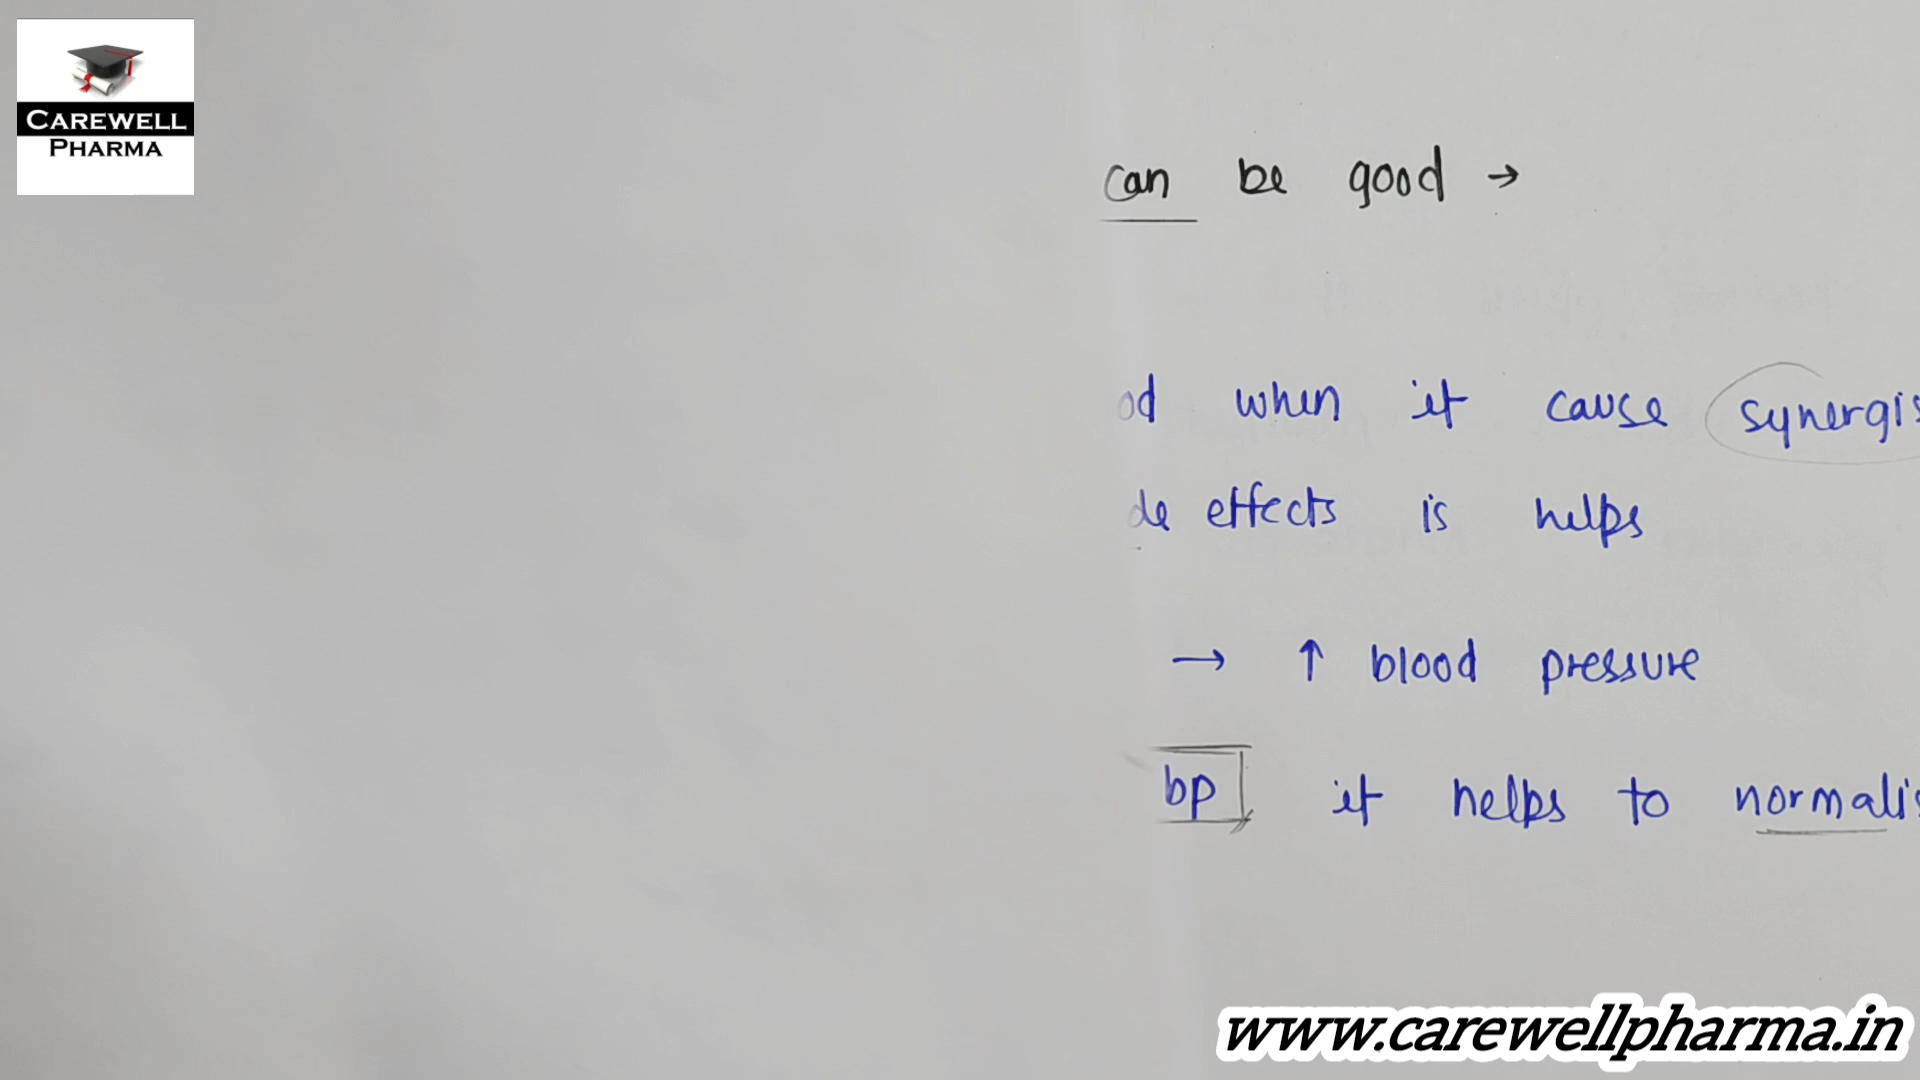 CAREWELL
PHARMA
can be good →
od when it cause synergis
de effects is helps
→ ↑ blood pressure
bp it helps to normalis
www.carewellpharma.in